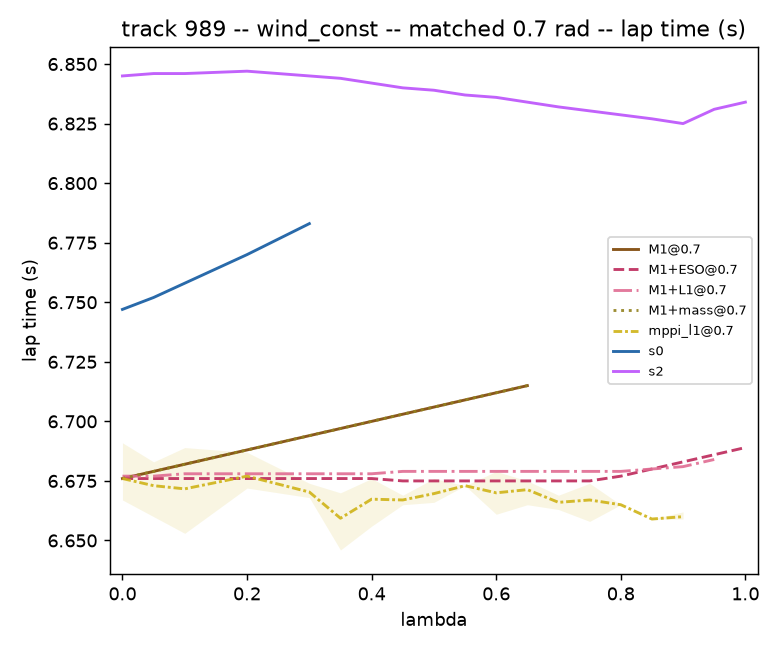 track 989 -- wind_const -- matched 0.7 rad -- lap time (s)
6.850
6.825
6.800
6.775
6.750
6.725
6.700
6.675
6.650
lap time (s)
M1@0.7
M1+ESO@0.7
M1+L1@0.7
M1+mass@0.7
mppi_l1@0.7
s0
s2
0.0 0.2 0.4 0.6 0.8 1.0
lambda